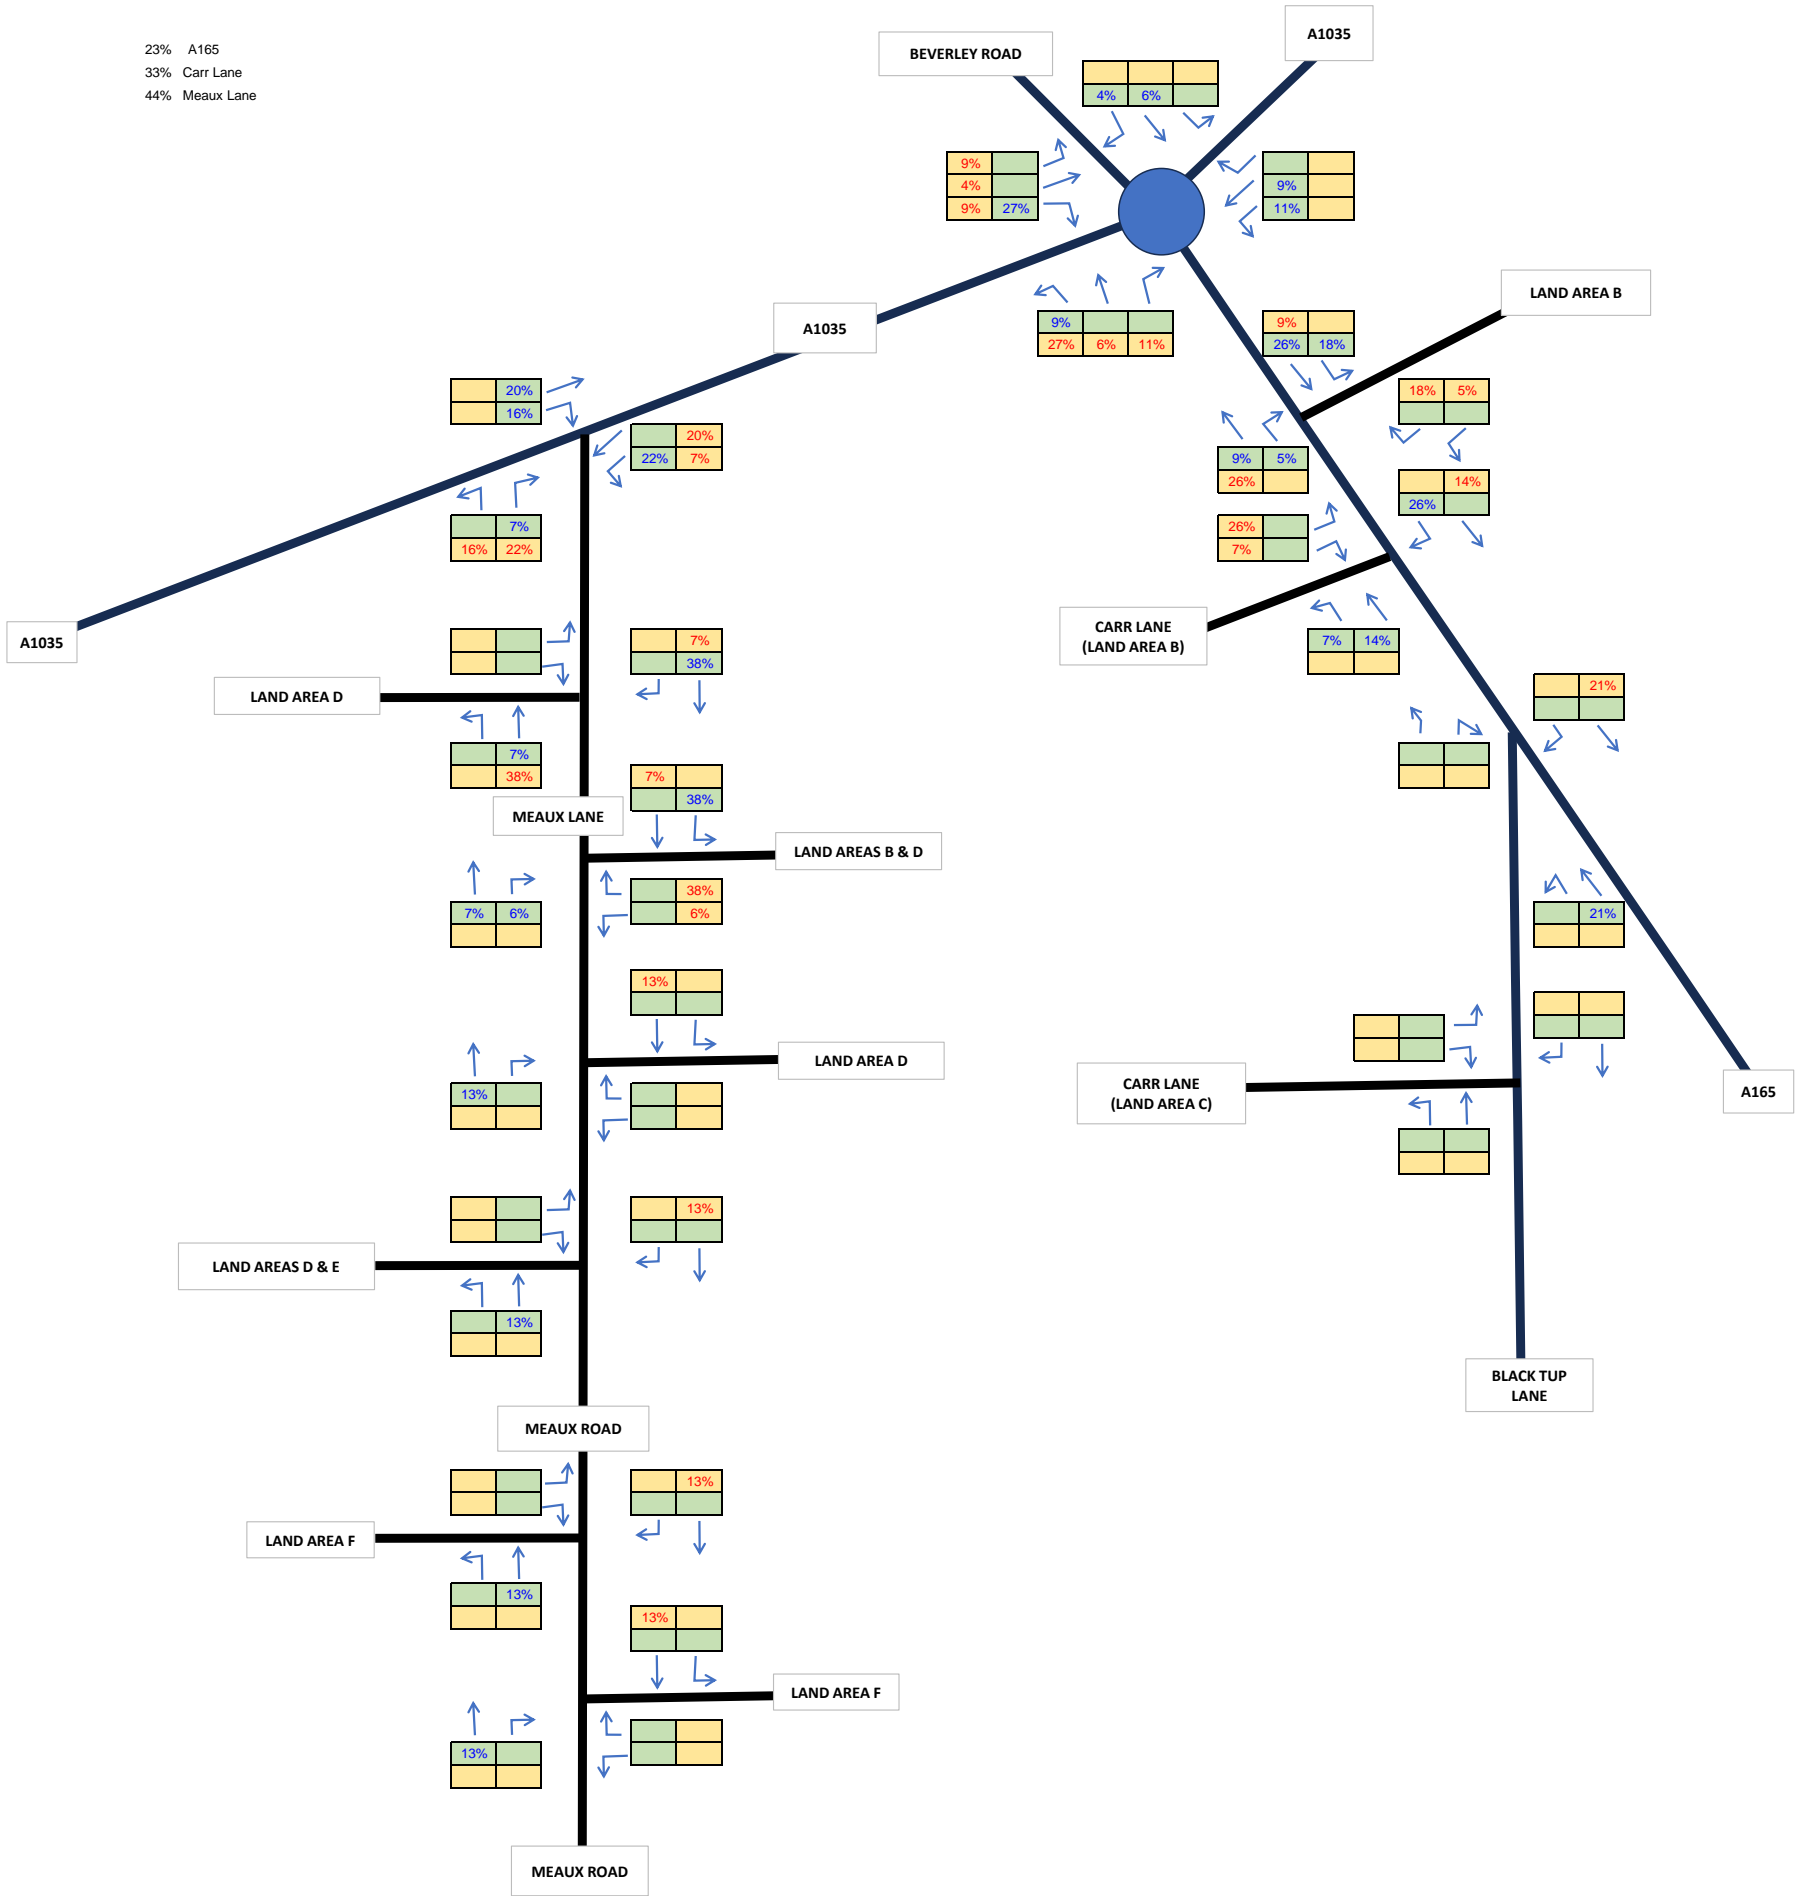 23% A165
33% Carr Lane
44% Meaux Lane
BEVERLEY ROAD
A1035
4% 6%
9%
4%
9% 27%
9%
11%
A1035
9%
27% 6% 11%
9%
26% 18%
LAND AREA B
18% 5%
20%
16%
20%
22% 7%
9% 5%
26%
14%
26%
7%
16% 22%
26%
7%
A1035
CARR LANE
(LAND AREA B)
7% 14%
7%
38%
LAND AREA D
21%
7%
38%
7%
38%
MEAUX LANE
LAND AREAS B & D
38%
6%
7% 6%
21%
13%
LAND AREA D
13%
CARR LANE
(LAND AREA C)
A165
13%
LAND AREAS D & E
13%
BLACK TUP
LANE
MEAUX ROAD
13%
LAND AREA F
13%
13%
LAND AREA F
13%
MEAUX ROAD